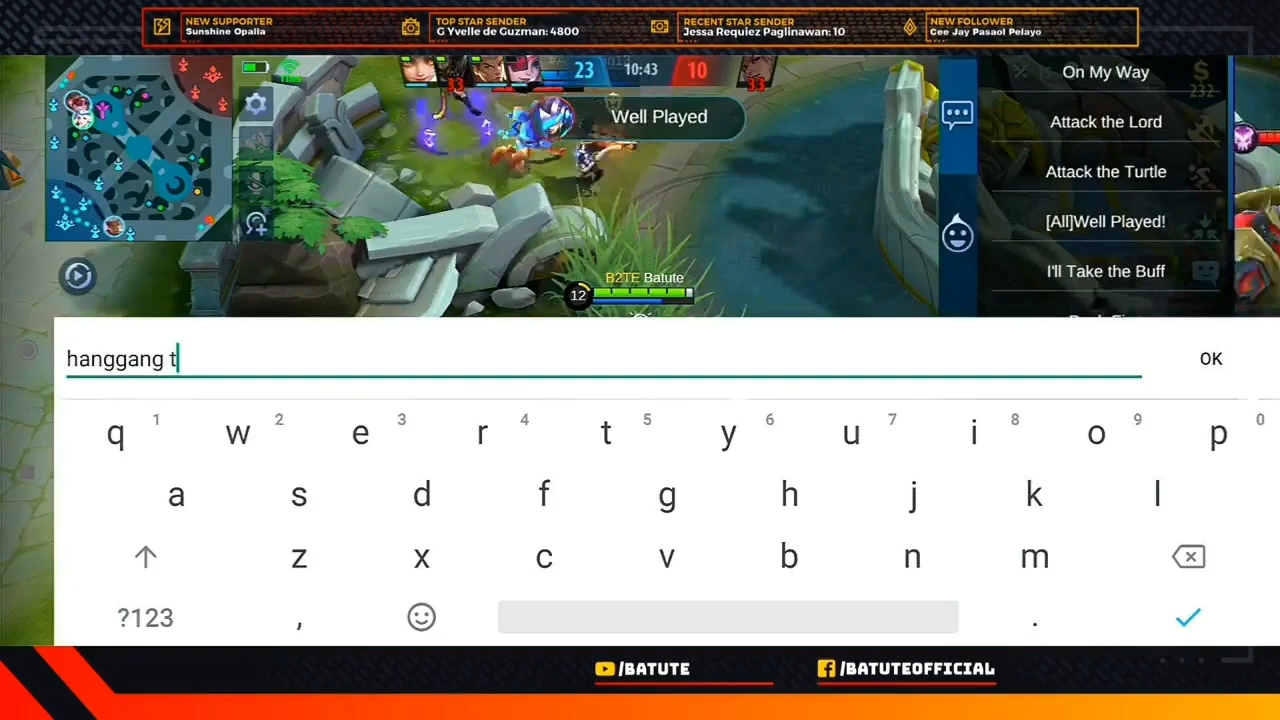 NEW SUPPORTER
Sunshine Opalla
TOP STAR SENDER
G Yvelle de Guzman: 4800
RECENT STAR SENDER
Jessa Requiez Paglinawan: 10
NEW FOLLOWER
Cee Jay Pasaol Pelayo
23
10:43
10
33
33
Well Played
On My Way
232
Attack the Lord
Attack the Turtle
[All]Well Played!
I'll Take the Buff
B2TE Batute
12
hanggang t
OK
q 1 w 2 e 3 r 4 t 5 y 6 u 7 i 8 o 9 p 0
a s d f g h j k l
z x c v b n m
?123 , .
/BATUTE
/BATUTEOFFICIAL